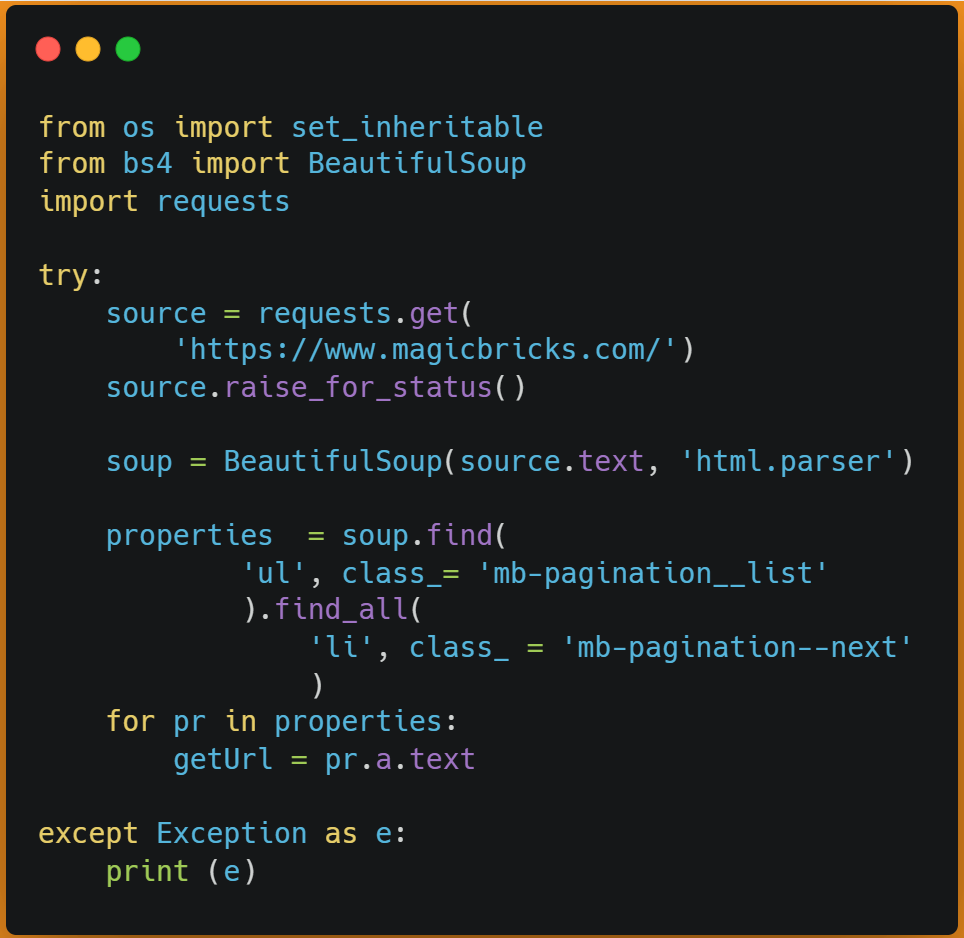 from os import set_inheritable
from bs4 import BeautifulSoup
import requests

try:
    source = requests.get(
        'https://www.magicbricks.com/')
    source.raise_for_status()

    soup = BeautifulSoup(source.text, 'html.parser')

    properties  = soup.find(
            'ul', class_= 'mb-pagination__list'
            ).find_all(
                'li', class_ = 'mb-pagination--next'
                )
    for pr in properties:
        getUrl = pr.a.text

except Exception as e:
    print (e)